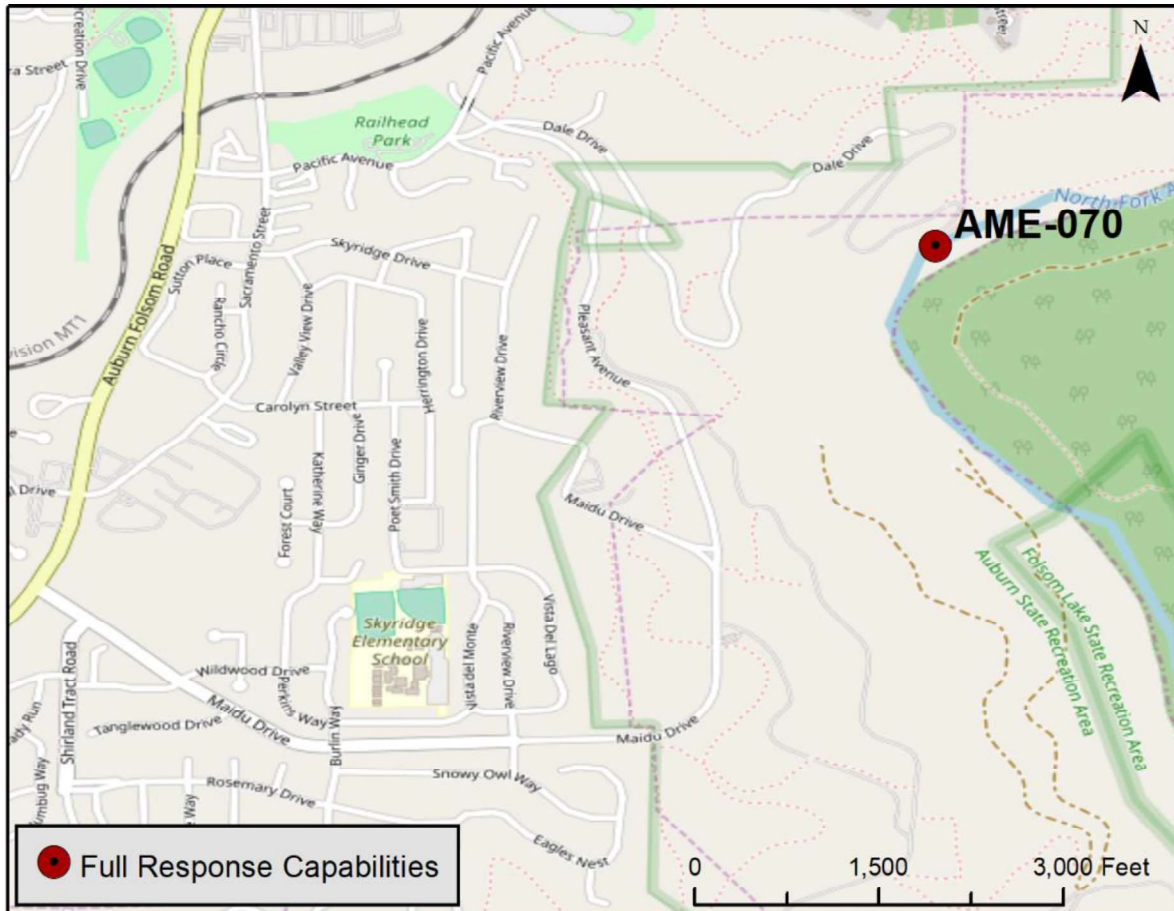 N
Pacific Avenue
Railhead
Park
Dale Drive
Pacific Avenue
Dale Drive
North Fork
AME-070
Auburn Folsom Road
Sutton Place
Sacramento Street
Skyridge Drive
Rancho Circle
Valley View Drive
Herrington Drive
Riverview Drive
Pleasant Avenue
Carolyn Street
Katherine Way
Ginger Drive
Poet Smith Drive
Forest Court
Maidu Drive
Skyridge
Elementary
School
Vista del Monte
Riverview Drive
Vista Del Lago
Folsom Lake State Recreation Area
Auburn State Recreation Area
Shirland Tract Road
Wildwood Drive
Perkins Way
Burlin Way
Tanglewood Drive
Maidu Drive
Maidu Drive
Snowy Owl Way
Rosemary Drive
Eagles Nest
Full Response Capabilities
0 1,500 3,000 Feet